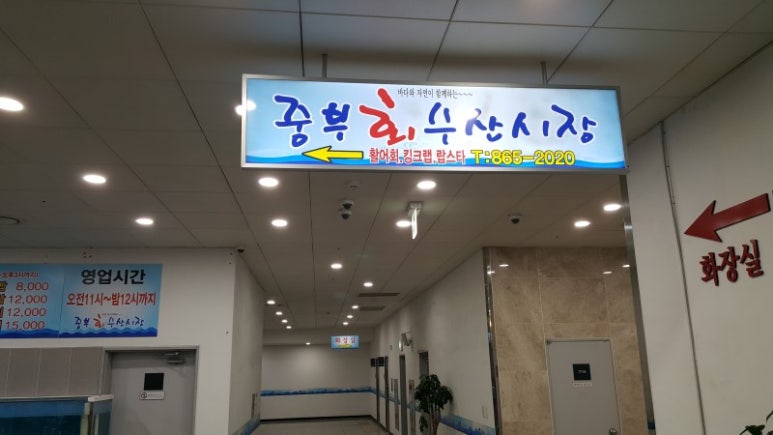 바다와 자연이 함께하는~~~
중부 회 수산시장
활어회.킹크랩.랍스타 T:865-2020
화장실
영업시간
오전11시~밤12시까지
중부 회 수산시장
8,000
12,000
12,000
15,000
화장실